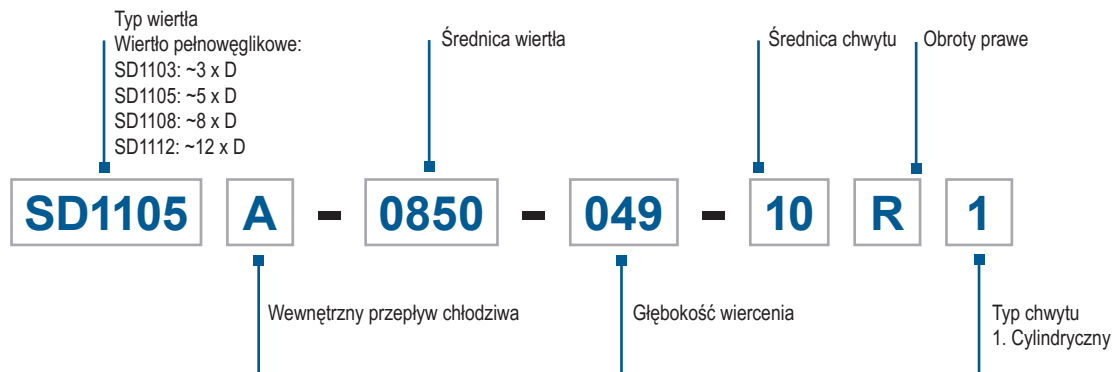 Typ wiertła
Wiertło pełnowęglikowe:
SD1103: ~3 x D
SD1105: ~5 x D
SD1108: ~8 x D
SD1112: ~12 x D
Średnica wiertła
Średnica chwytu
Obroty prawe
SD1105 A - 0850 - 049 - 10 R 1
Wewnętrzny przepływ chłodziwa
Głębokość wiercenia
Typ chwytu
1. Cylindryczny